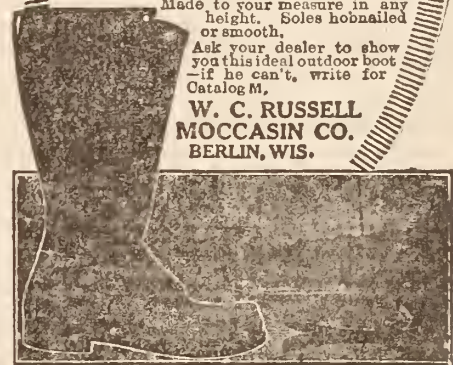 Made to your measure in any
height. Soles hobnailed
or smooth.
Ask your dealer to show
you this ideal outdoor boot
—if he can't, write for
Catalog M,
W. C. RUSSELL
MOCCASIN CO.
BERLIN, WIS.